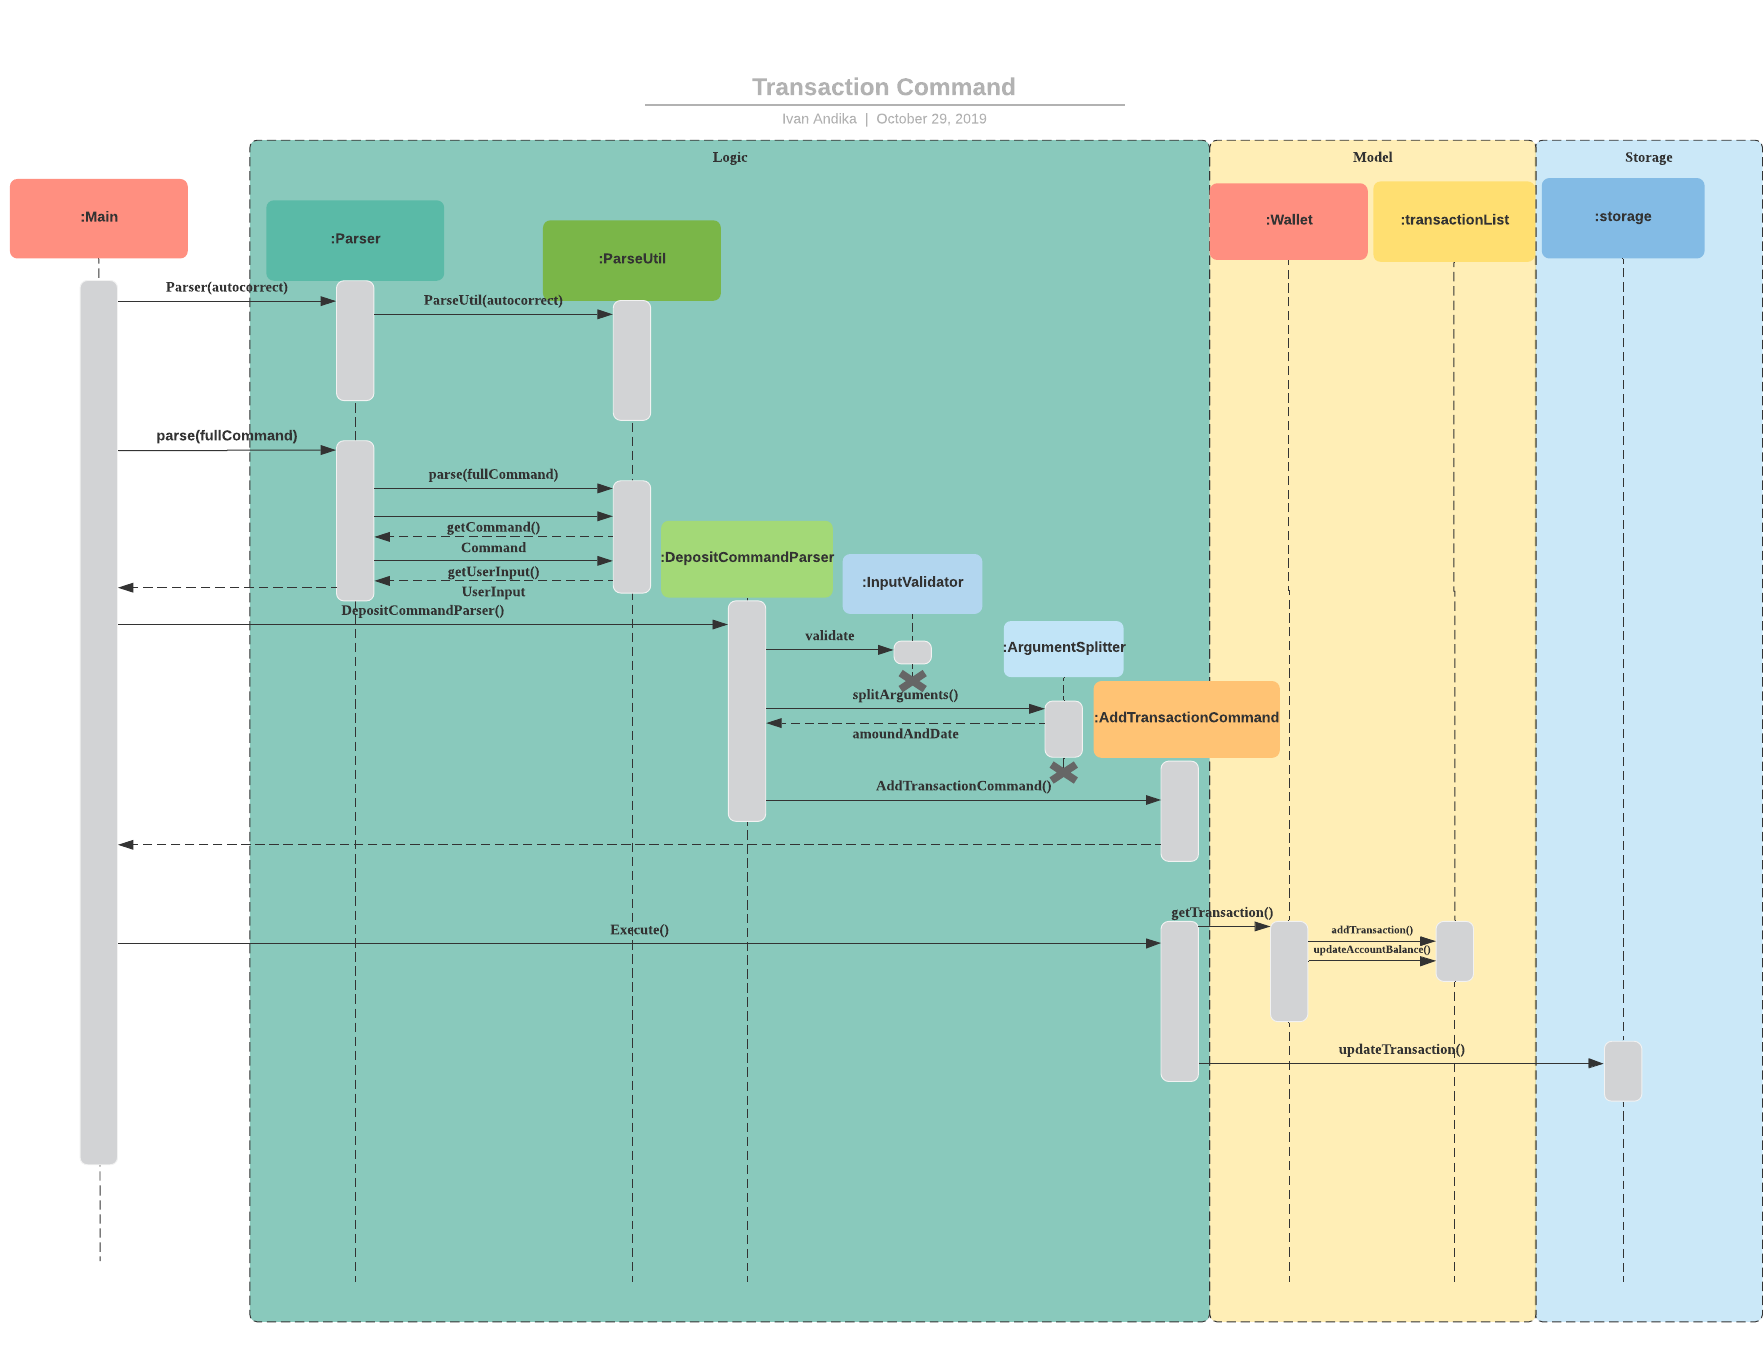 Transaction Command
Ivan Andika | October 29, 2019
Logic
Model
Storage
:Main
:Parser
:ParseUtil
:Wallet
:transactionList
:storage
Parser(autocorrect)
ParseUtil(autocorrect)
parse(fullCommand)
parse(fullCommand)
getCommand()
Command
getUserInput()
UserInput
:DepositCommandParser
:InputValidator
DepositCommandParser()
validate
:ArgumentSplitter
splitArguments()
:AddTransactionCommand
amoundAndDate
AddTransactionCommand()
getTransaction()
Execute()
addTransaction()
updateAccountBalance()
updateTransaction()